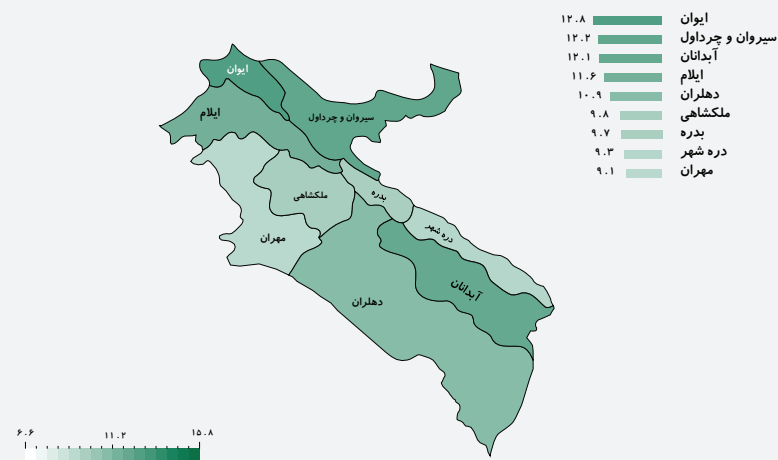 ایوان ۱۲.۸
سیروان و چرداول ۱۲.۲
آبدانان ۱۲.۱
ایلام ۱۱.۶
دهلران ۱۰.۹
ملکشاهی ۹.۸
بدره ۹.۷
دره شهر ۹.۳
مهران ۹.۱
ایوان
ایلام
سیروان و چرداول
ملکشاهی
بدره
مهران
دره شهر
آبدانان
دهلران
۶.۶ ۱۱.۲ ۱۵.۸